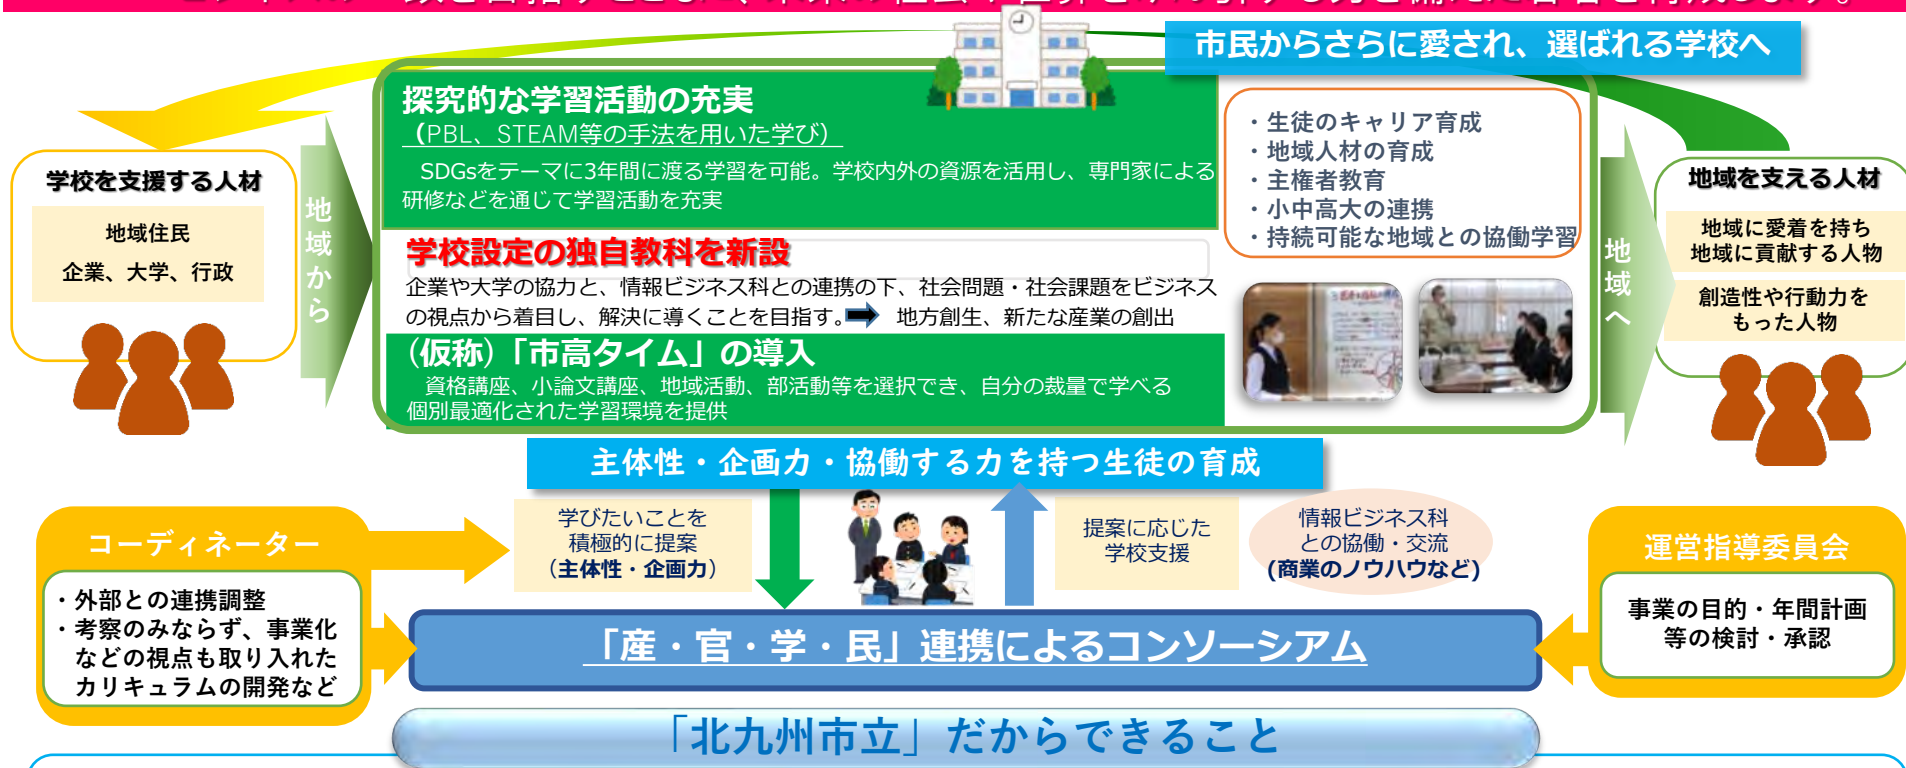 市民からさらに愛され、選ばれる学校へ
探究的な学習活動の充実
（PBL、STEAM等の手法を用いた学び）
SDGsをテーマに3年間に渡る学習を可能。学校内外の資源を活用し、専門家による
研修などを通じて学習活動を充実
・生徒のキャリア育成
・地域人材の育成
・主権者教育
・小中高大の連携
・持続可能な地域との協働学習
学校を支援する人材
地域住民
企業、大学、行政
地域から
学校設定の独自教科を新設
企業や大学の協力と、情報ビジネス科との連携の下、社会問題・社会課題をビジネス
の視点から着目し、解決に導くことを目指す。➡ 地方創生、新たな産業の創出
(仮称)「市高タイム」の導入
資格講座、小論文講座、地域活動、部活動等を選択でき、自分の裁量で学べる
個別最適化された学習環境を提供
地域へ
地域を支える人材
地域に愛着を持ち
地域に貢献する人物
創造性や行動力を
もった人物
主体性・企画力・協働する力を持つ生徒の育成
コーディネーター
・外部との連携調整
・考察のみならず、事業化
などの視点も取り入れた
カリキュラムの開発など
学びたいことを
積極的に提案
（主体性・企画力）
提案に応じた
学校支援
情報ビジネス科
との協働・交流
(商業のノウハウなど)
運営指導委員会
事業の目的・年間計画
等の検討・承認
「産・官・学・民」連携によるコンソーシアム
「北九州市立」だからできること